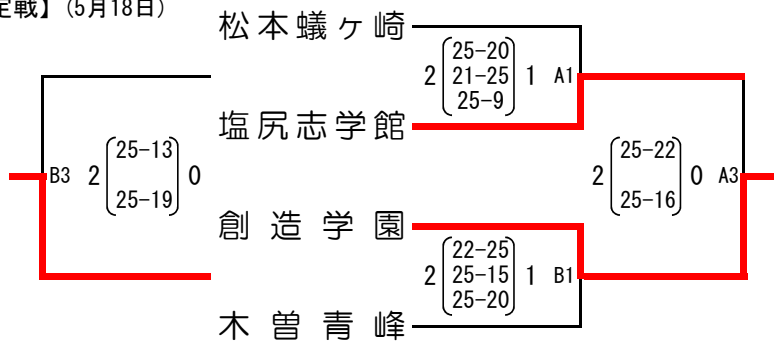 定戦】（5月18日）
松本蟻ヶ崎
25-20
2 21-25 1 A1
25-9
塩尻志学館
25-13
B3 2 0
25-19
25-22
2 0 A3
25-16
創造学園
22-25
2 25-15 1 B1
25-20
木曽青峰